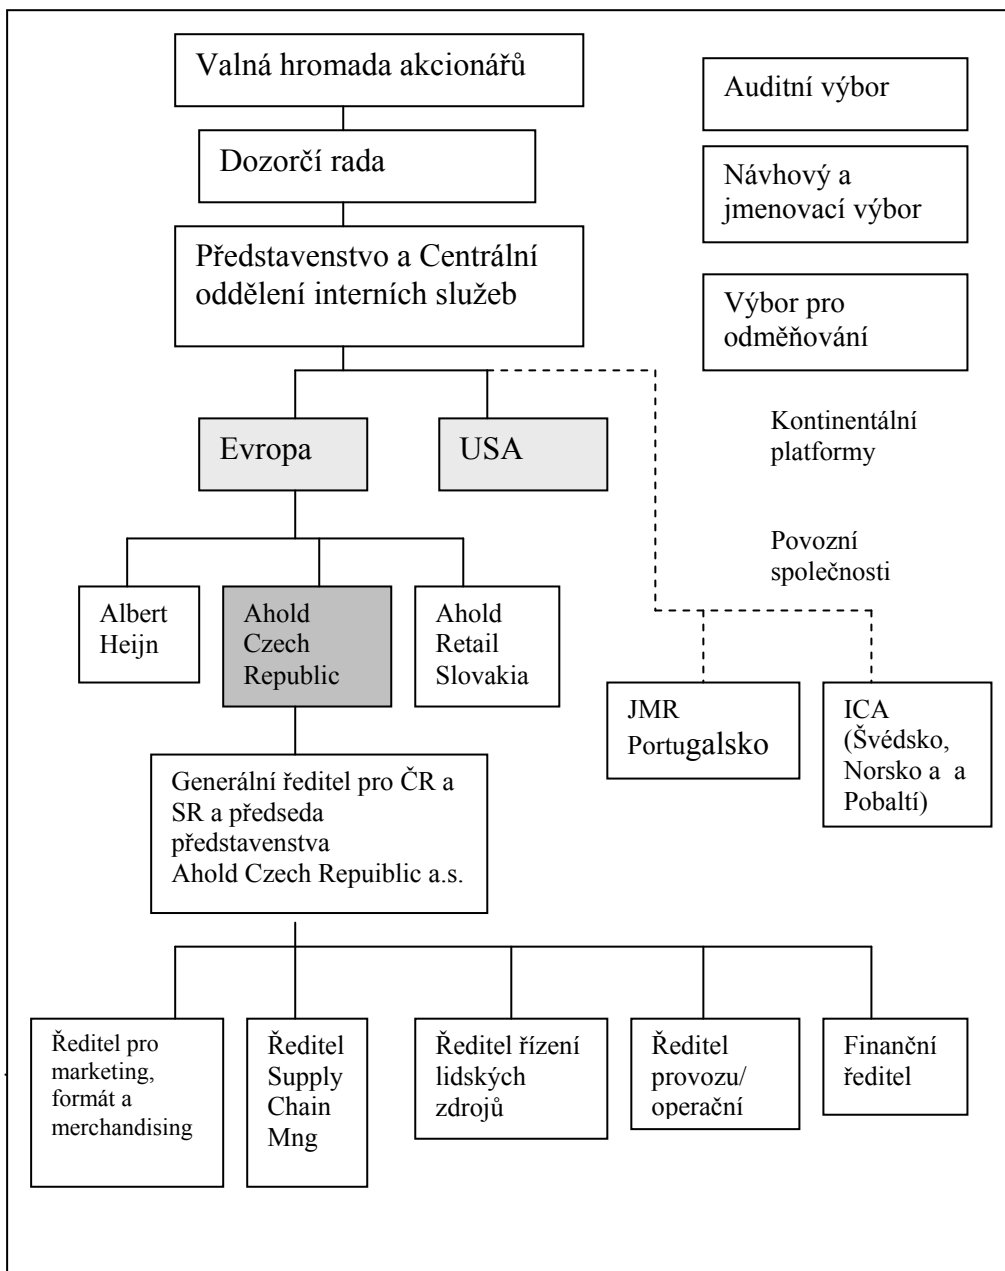 Valná hromada akcionářů
Auditní výbor
Dozorčí rada
Návhový a
jmenovací výbor
Představenstvo a Centrální
oddělení interních služeb
Výbor pro
odměňování
Kontinentální
platformy
Evropa
USA
Povozní
společnosti
Albert
Heijn
Ahold
Czech
Republic
Ahold
Retail
Slovakia
JMR
Portugalsko
ICA
(Švédsko,
Norsko a  a
Pobaltí)
Generální ředitel pro ČR a
SR a předseda
představenstva
Ahold Czech Repuiblic a.s.
Ředitel pro
marketing,
formát a
merchandising
Ředitel
Supply
Chain
Mng
Ředitel řízení
lidských
zdrojů
Ředitel
provozu/
operační
Finanční
ředitel